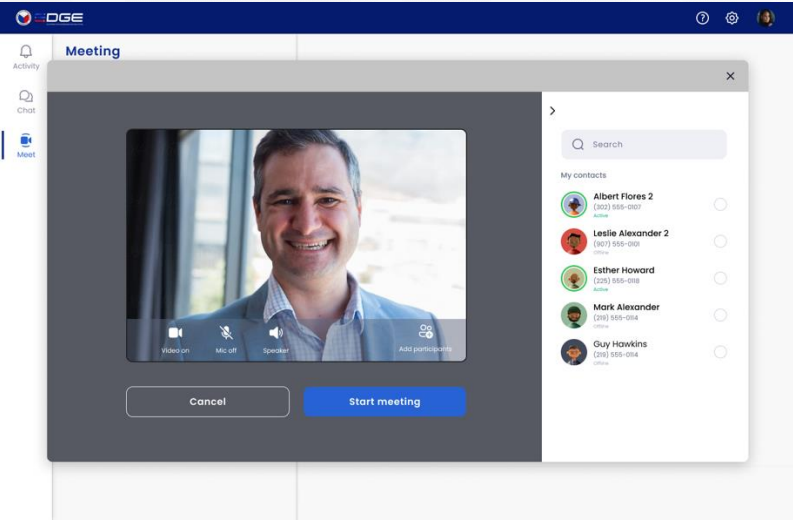 EDGE
Meeting
Activity
Chat
Meet
Search
My contacts
Albert Flores 2
(302) 555-0107
Active
Leslie Alexander 2
(907) 555-0101
Offline
Esther Howard
(225) 555-0118
Active
Mark Alexander
(219) 555-0114
Offline
Guy Hawkins
(219) 555-0114
Offline
Video on
Mic off
Speaker
Add participants
Cancel
Start meeting